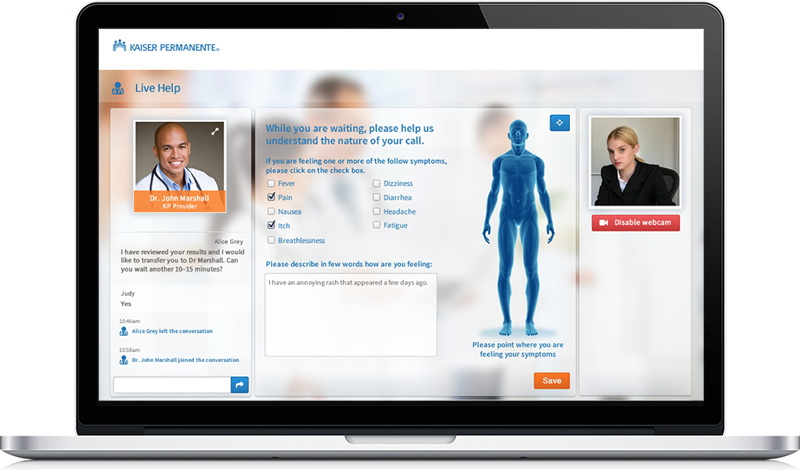 KAISER PERMANENTE®
Live Help
Dr. John Marshall
KP Provider
Alice Grey
I have reviewed your results and I would
like to transfer you to Dr Marshall. Can
you wait another 10–15 minutes?
Judy
Yes
10:46am
Alice Grey left the conversation
10:58am
Dr. John Marshall joined the conversation
While you are waiting, please help us
understand the nature of your call.
If you are feeling one or more of the follow symptoms,
please click on the check box.
Fever
Pain
Nausea
Itch
Breathlessness
Dizziness
Diarrhea
Headache
Fatigue
Please describe in few words how are you feeling:
I have an annoying rash that appeared a few days ago.
Please point where you are
feeling your symptoms
Save
Disable webcam